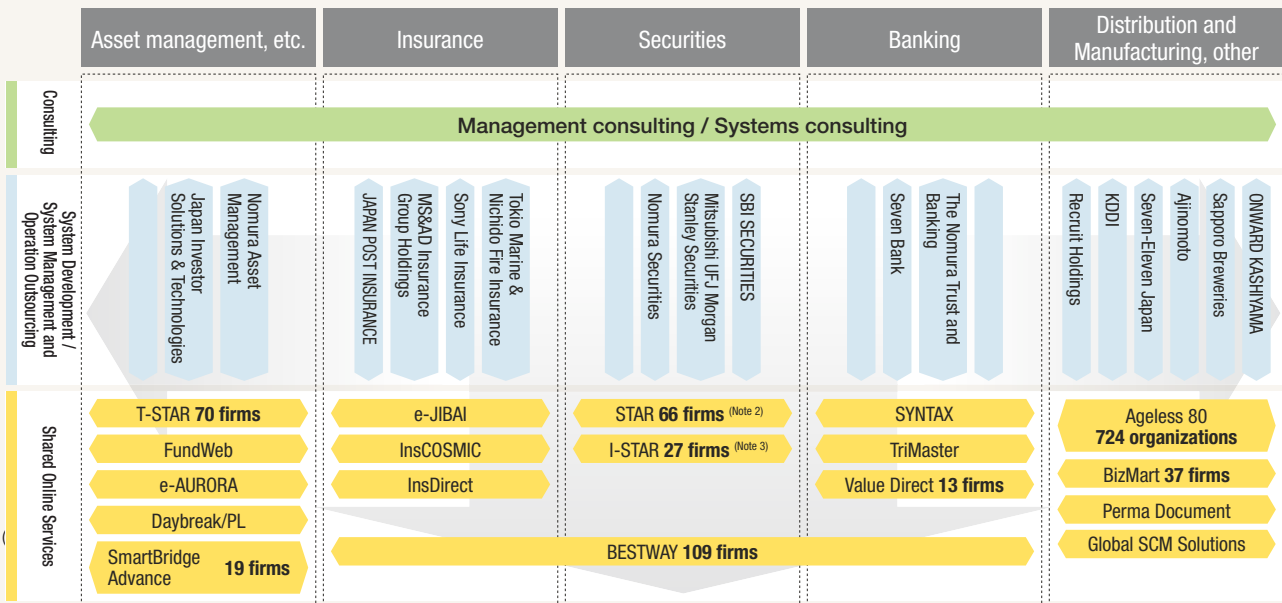 Asset management, etc.
Insurance
Securities
Banking
Distribution and
Manufacturing, other
Consulting
Management consulting / Systems consulting
System Development /
System Management and
Operation Outsourcing
Japan Investor
Solutions & Technologies
Nomura Asset
Management
JAPAN POST INSURANCE
MS&AD Insurance
Group Holdings
Sony Life Insurance
Tokio Marine &
Nichido Fire Insurance
Nomura Securities
Mitsubishi UFJ Morgan
Stanley Securities
SBI SECURITIES
Seven Bank
The Nomura Trust and
Banking
Recruit Holdings
KDDI
Seven-Eleven Japan
Ajinomoto
Sapporo Breweries
ONWARD KASHIYAMA
Shared Online Services
T-STAR 70 firms
FundWeb
e-AURORA
Daybreak/PL
SmartBridge
Advance 19 firms
e-JIBAI
InsCOSMIC
InsDirect
STAR 66 firms (Note 2)
I-STAR 27 firms (Note 3)
SYNTAX
TriMaster
Value Direct 13 firms
BESTWAY 109 firms
Ageless 80
724 organizations
BizMart 37 firms
Perma Document
Global SCM Solutions